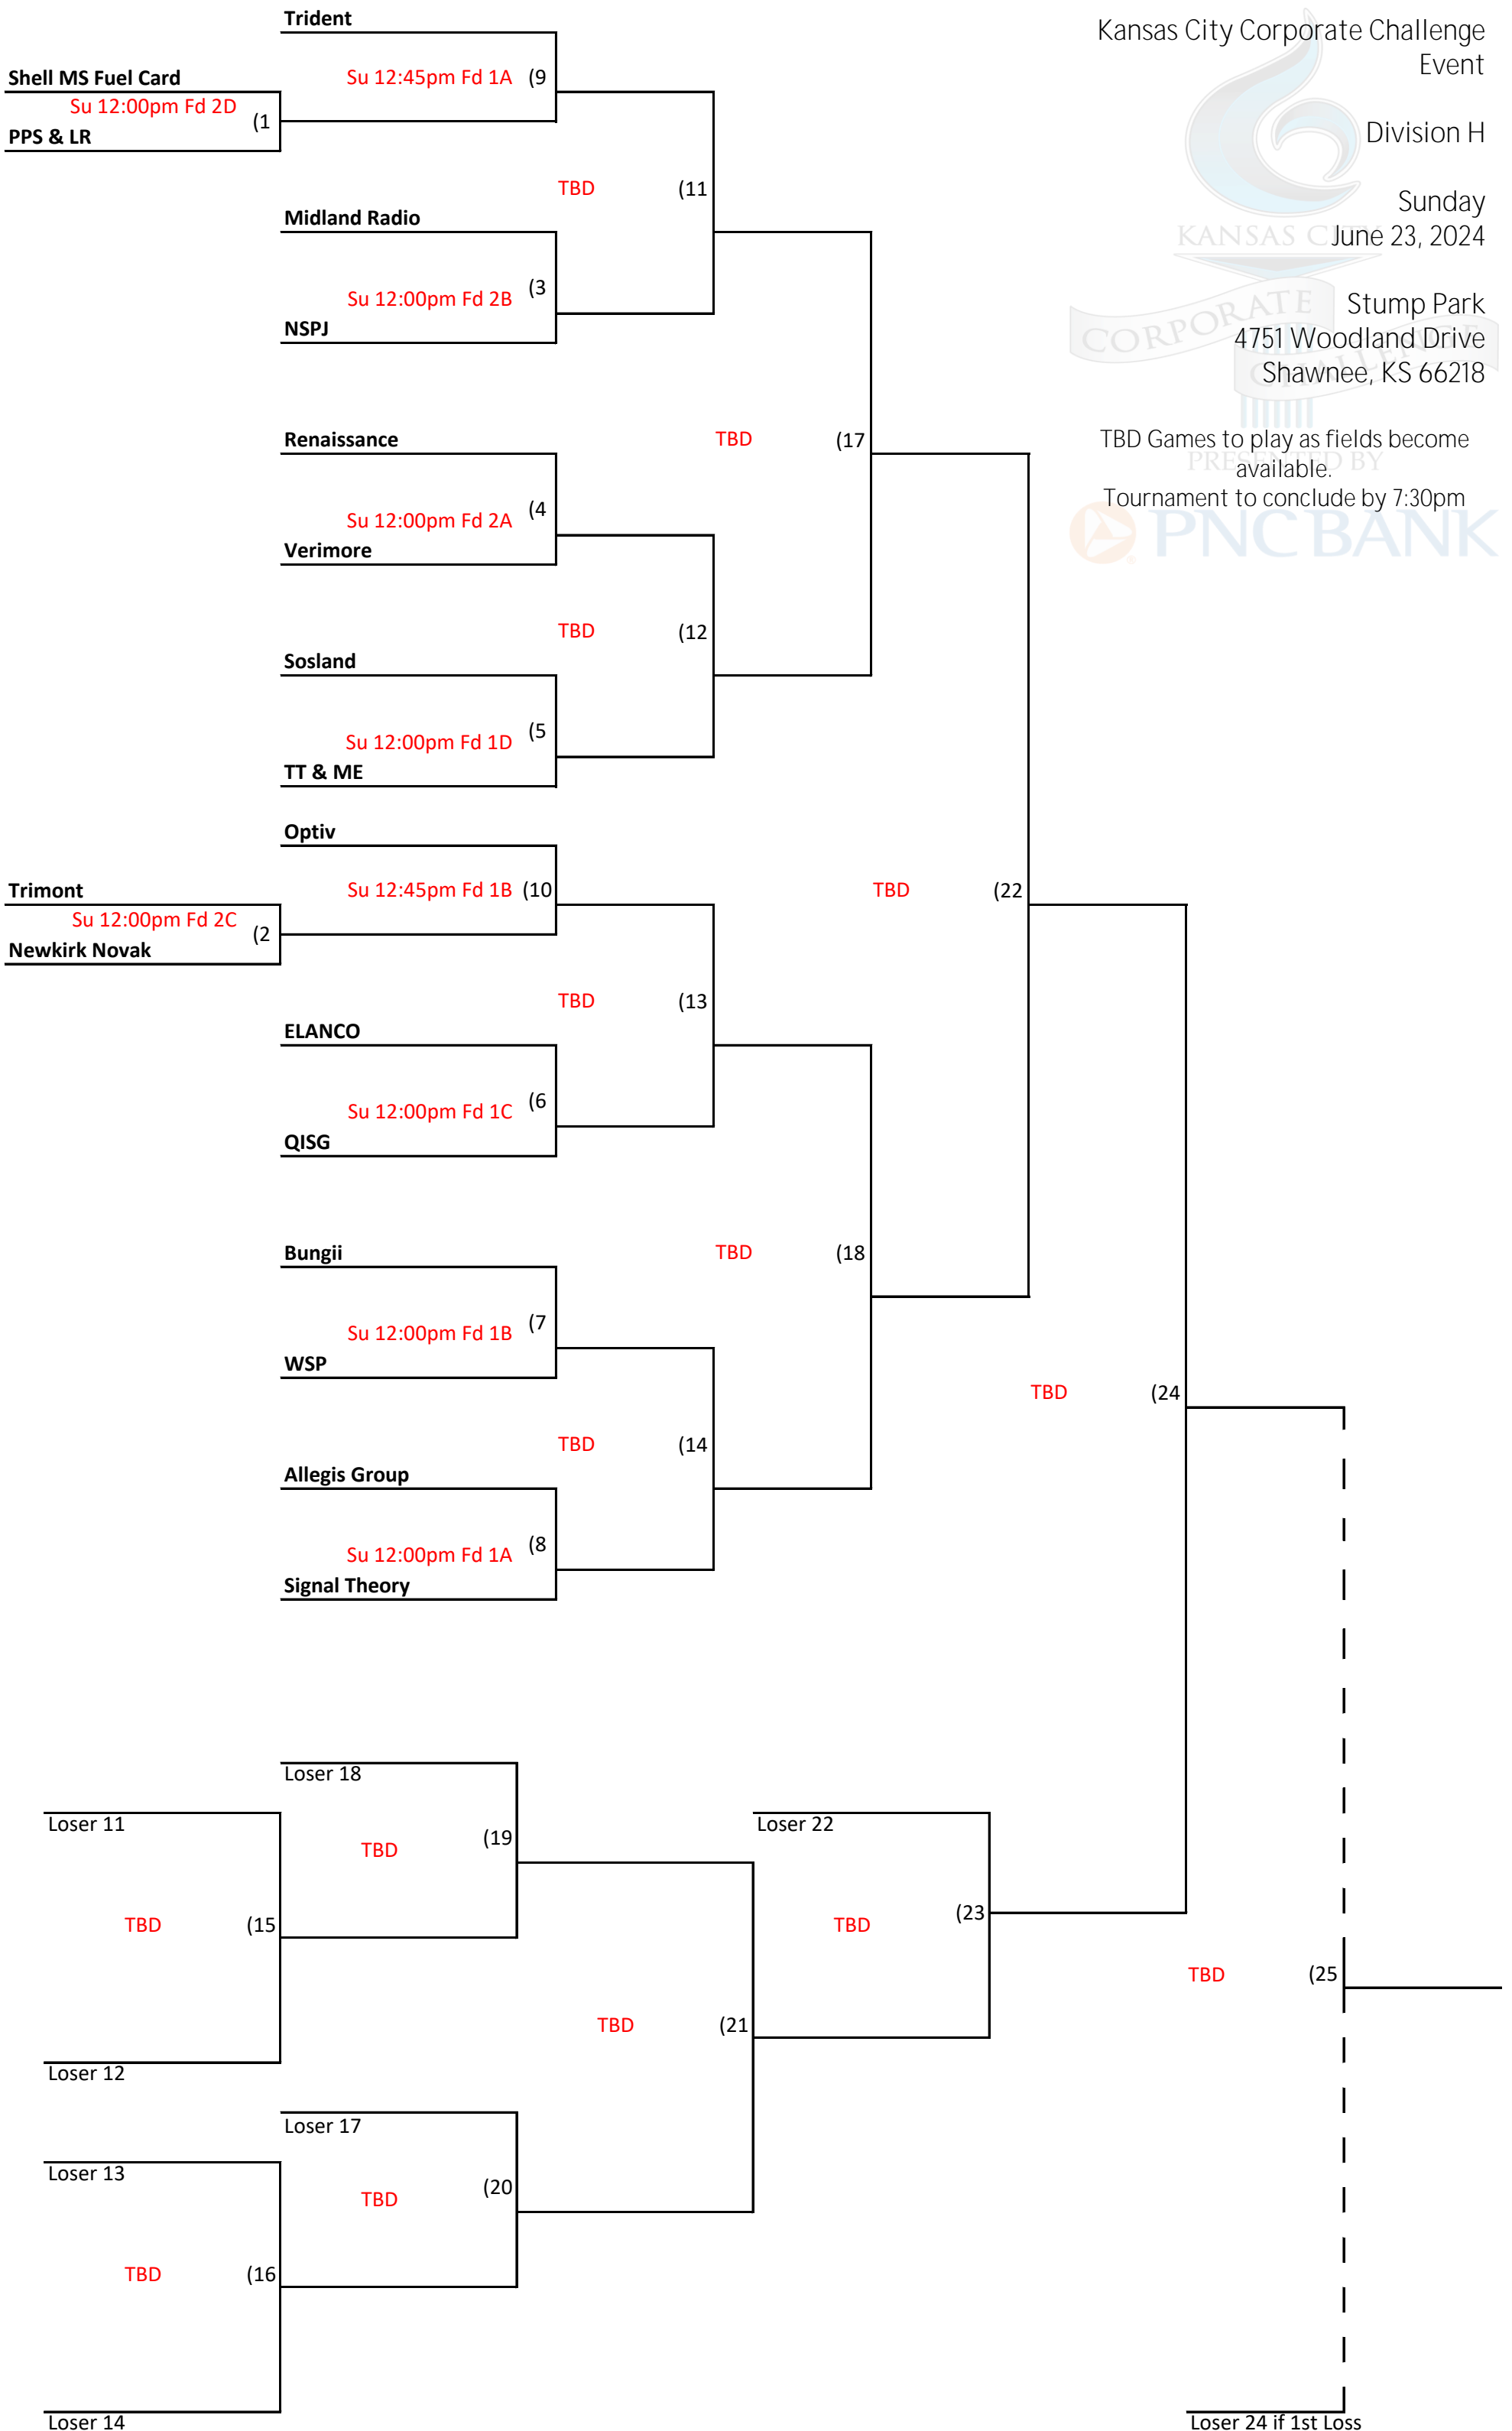 Kansas City Corporate Challenge
Event
Division H
Sunday
June 23, 2024
Stump Park
4751 Woodland Drive
Shawnee, KS 66218
TBD Games to play as fields become
available.
Tournament to conclude by 7:30pm
KANSAS CITY
CORPORATE
CHALLENGE
PRESENTED BY
PNC BANK
Trident
Shell MS Fuel Card
Su 12:45pm Fd 1A (9
Su 12:00pm Fd 2D (1
PPS & LR
TBD (11
Midland Radio
Su 12:00pm Fd 2B (3
NSPJ
Renaissance
TBD (17
Su 12:00pm Fd 2A (4
Verimore
TBD (12
Sosland
Su 12:00pm Fd 1D (5
TT & ME
Optiv
Trimont
Su 12:45pm Fd 1B (10
TBD (22
Su 12:00pm Fd 2C (2
Newkirk Novak
TBD (13
ELANCO
Su 12:00pm Fd 1C (6
QISG
Bungii
TBD (18
Su 12:00pm Fd 1B (7
WSP
TBD (24
TBD (14
Allegis Group
Su 12:00pm Fd 1A (8
Signal Theory
Loser 18
Loser 11
Loser 22
TBD (19
TBD (15
TBD (23
TBD (25
TBD (21
Loser 12
Loser 17
Loser 13
TBD (20
TBD (16
Loser 14
Loser 24 if 1st Loss